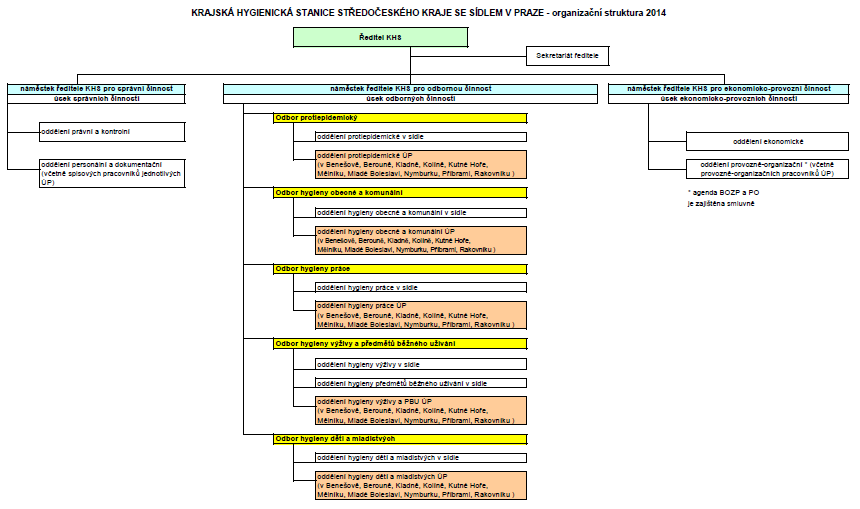 KRAJSKÁ HYGIENICKÁ STANICE STŘEDOČESKÉHO KRAJE SE SÍDLEM V PRAZE - organizační struktura 2014
Ředitel KHS
Sekretariát ředitele
náměstek ředitele KHS pro správní činnost
úsek správních činností
oddělení právní a kontrolní
oddělení personální a dokumentační
(včetně spisových pracovníků jednotlivých
ÚP)
náměstek ředitele KHS pro odbornou činnost
úsek odborných činností
Odbor protiepidemický
oddělení protiepidemické v sídle
oddělení protiepidemické ÚP
(v Benešově, Berouně, Kladně, Kolíně, Kutné Hoře,
Mělníku, Mladé Boleslavi, Nymburku, Příbrami, Rakovníku )
Odbor hygieny obecné a komunální
oddělení hygieny obecné a komunální v sídle
oddělení hygieny obecné a komunální ÚP
(v Benešově, Berouně, Kladně, Kolíně, Kutné Hoře,
Mělníku, Mladé Boleslavi, Nymburku, Příbrami, Rakovníku )
Odbor hygieny práce
oddělení hygieny práce v sídle
oddělení hygieny práce ÚP
(v Benešově, Berouně, Kladně, Kolíně, Kutné Hoře,
Mělníku, Mladé Boleslavi, Nymburku, Příbrami, Rakovníku )
Odbor hygieny výživy a předmětů běžného užívání
oddělení hygieny výživy v sídle
oddělení hygieny předmětů běžného užívání v sídle
oddělení hygieny výživy a PBU ÚP
(v Benešově, Berouně, Kladně, Kolíně, Kutné Hoře,
Mělníku, Mladé Boleslavi, Nymburku, Příbrami, Rakovníku )
Odbor hygieny dětí a mladistvých
oddělení hygieny dětí a mladistvých v sídle
oddělení hygieny dětí a mladistvých ÚP
(v Benešově, Berouně, Kladně, Kolíně, Kutné Hoře,
Mělníku, Mladé Boleslavi, Nymburku, Příbrami, Rakovníku )
náměstek ředitele KHS pro ekonomicko-provozní činnost
úsek ekonomicko-provozních činností
oddělení ekonomické
oddělení provozně-organizační * (včetně
provozně-organizačních pracovníků ÚP)
* agenda BOZP a PO
je zajištěna smluvně